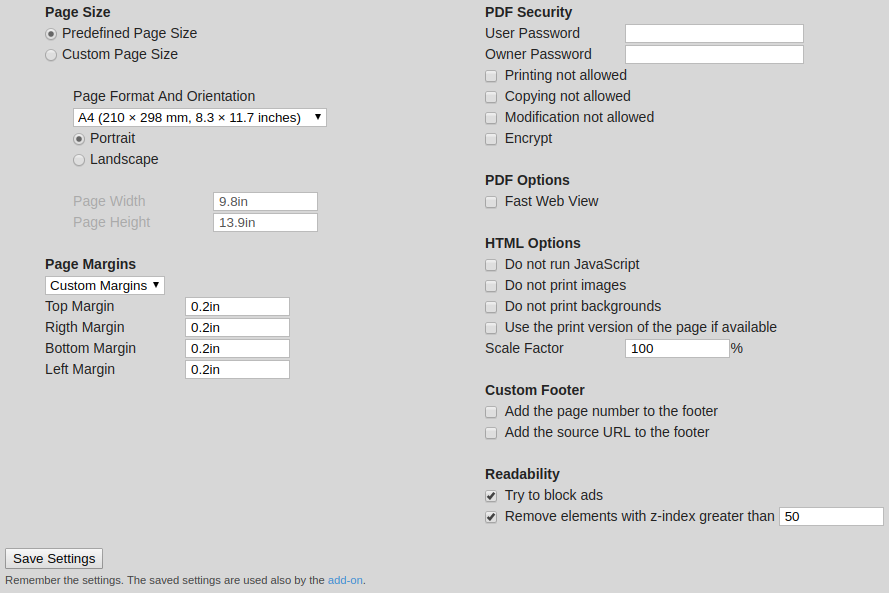 Page Size
Predefined Page Size
Custom Page Size
Page Format And Orientation
A4 (210 × 298 mm, 8.3 × 11.7 inches)
Portrait
Landscape
Page Width 9.8in
Page Height 13.9in
Page Margins
Custom Margins
Top Margin 0.2in
Rigth Margin 0.2in
Bottom Margin 0.2in
Left Margin 0.2in
PDF Security
User Password
Owner Password
Printing not allowed
Copying not allowed
Modification not allowed
Encrypt
PDF Options
Fast Web View
HTML Options
Do not run JavaScript
Do not print images
Do not print backgrounds
Use the print version of the page if available
Scale Factor 100 %
Custom Footer
Add the page number to the footer
Add the source URL to the footer
Readability
Try to block ads
Remove elements with z-index greater than 50
Save Settings
Remember the settings. The saved settings are used also by the add-on.